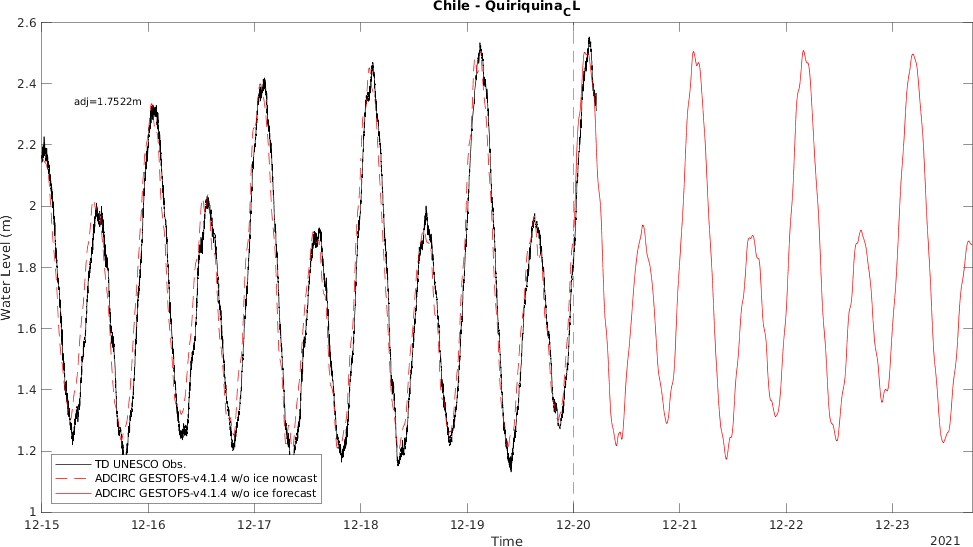 Chile - Quiriquina_CL
2.6
2.4
adj=1.7522m
2.2
2
1.8
1.6
1.4
1.2
1
Water Level (m)
TD UNESCO Obs.
ADCIRC GESTOFS-v4.1.4 w/o ice nowcast
ADCIRC GESTOFS-v4.1.4 w/o ice forecast
12-15 12-16 12-17 12-18 12-19 12-20 12-21 12-22 12-23
Time
2021